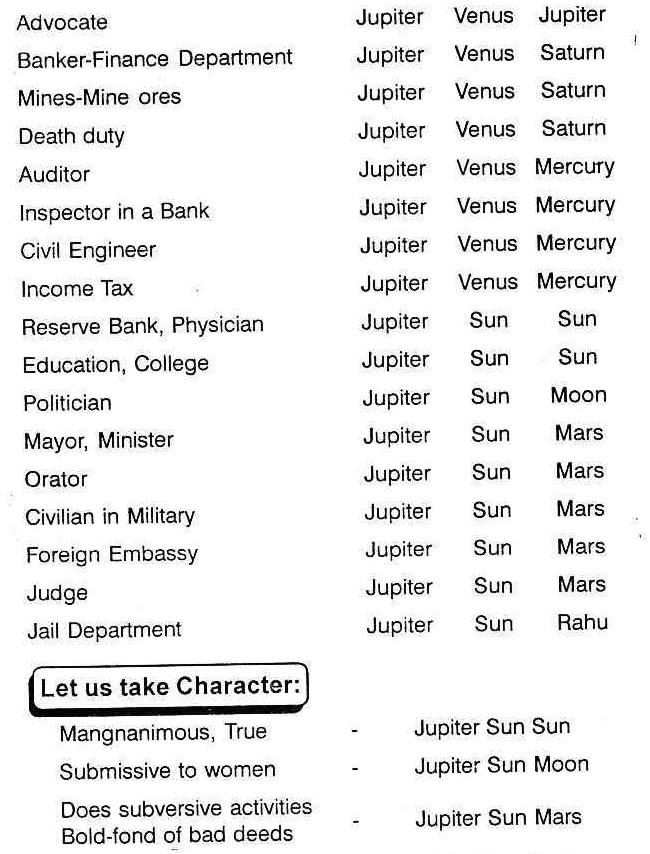 Advocate Jupiter Venus Jupiter
Banker-Finance Department Jupiter Venus Saturn
Mines-Mine ores Jupiter Venus Saturn
Death duty Jupiter Venus Saturn
Auditor Jupiter Venus Mercury
Inspector in a Bank Jupiter Venus Mercury
Civil Engineer Jupiter Venus Mercury
Income Tax Jupiter Venus Mercury
Reserve Bank, Physician Jupiter Sun Sun
Education, College Jupiter Sun Sun
Politician Jupiter Sun Moon
Mayor, Minister Jupiter Sun Mars
Orator Jupiter Sun Mars
Civilian in Military Jupiter Sun Mars
Foreign Embassy Jupiter Sun Mars
Judge Jupiter Sun Mars
Jail Department Jupiter Sun Rahu
Let us take Character:
Mangnanimous, True - Jupiter Sun Sun
Submissive to women - Jupiter Sun Moon
Does subversive activities
Bold-fond of bad deeds - Jupiter Sun Mars